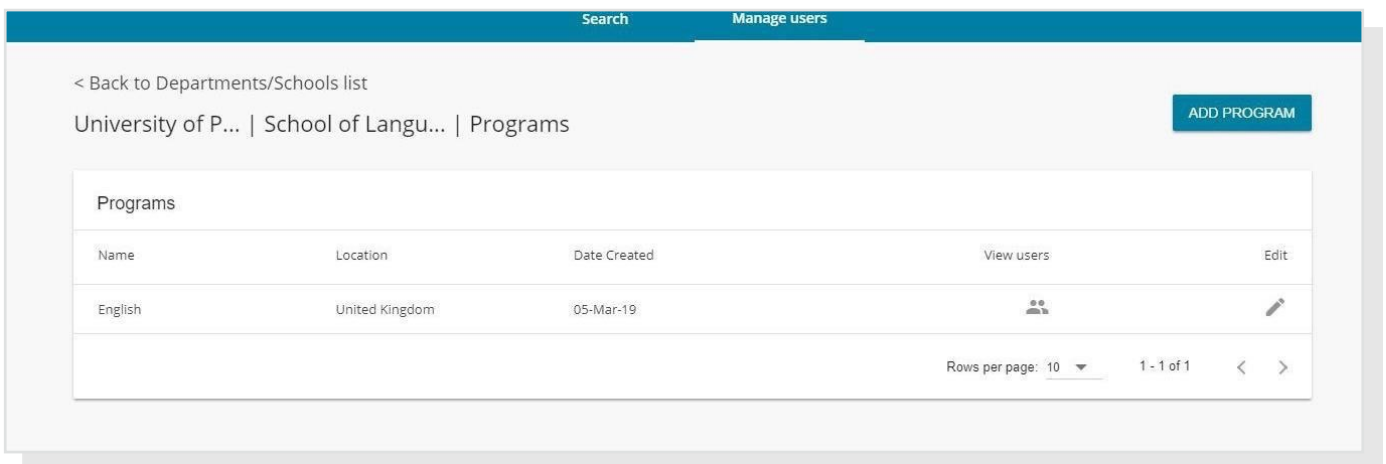 Search Manage users
< Back to Departments/Schools list
University of P... | School of Langu... | Programs
ADD PROGRAM
Programs
Name Location Date Created View users Edit
English United Kingdom 05-Mar-19
Rows per page: 10 1 - 1 of 1 < >